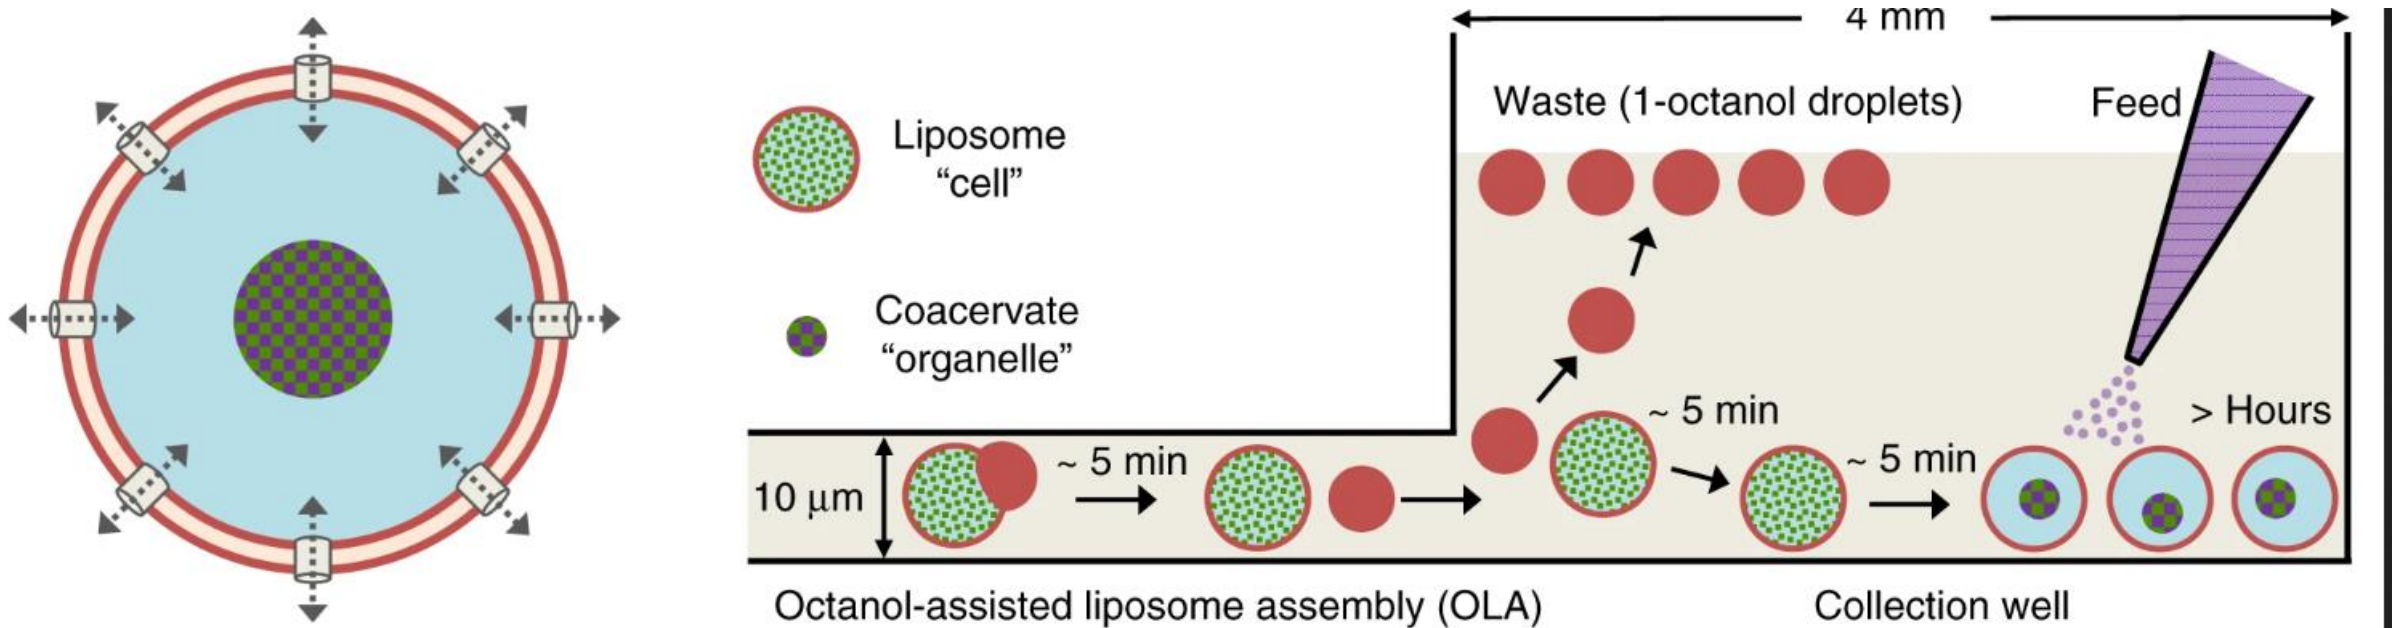 4 mm
Waste (1-octanol droplets)
Feed
Liposome
“cell”
Coacervate
“organelle”
~ 5 min
> Hours
~ 5 min
~ 5 min
10 μm
Octanol-assisted liposome assembly (OLA)
Collection well